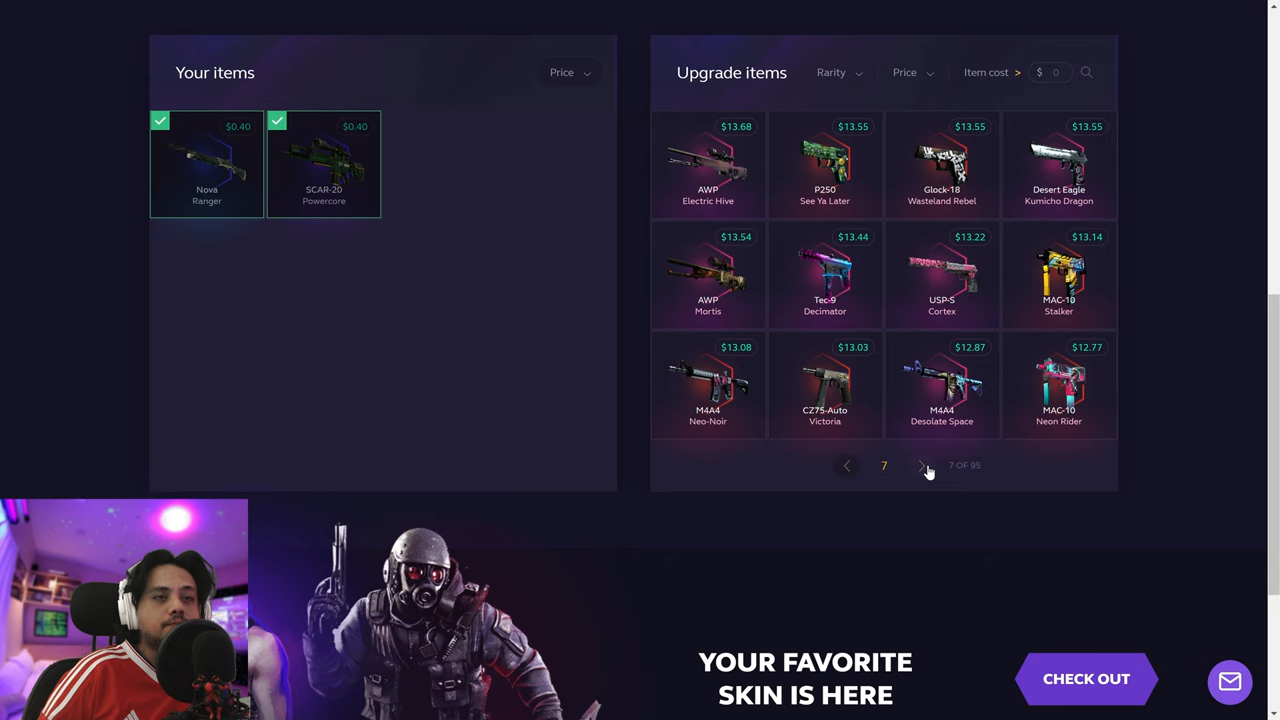 Your items
Price
$0.40
Nova
Ranger
$0.40
SCAR-20
Powercore
Upgrade items
Rarity
Price
Item cost >
$ 0
$13.68
AWP
Electric Hive
$13.55
P250
See Ya Later
$13.55
Glock-18
Wasteland Rebel
$13.55
Desert Eagle
Kumicho Dragon
$13.54
AWP
Mortis
$13.44
Tec-9
Decimator
$13.22
USP-S
Cortex
$13.14
MAC-10
Stalker
$13.08
M4A4
Neo-Noir
$13.03
CZ75-Auto
Victoria
$12.87
M4A4
Desolate Space
$12.77
MAC-10
Neon Rider
7
7 OF 95
YOUR FAVORITE
SKIN IS HERE
CHECK OUT